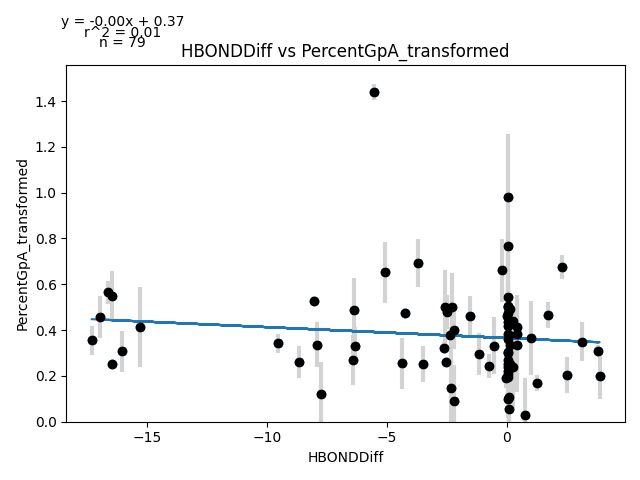 y = -0.00x + 0.37
r^2 = 0.01
n = 79
HBONDDiff vs PercentGpA_transformed
PercentGpA_transformed
1.4
1.2
1.0
0.8
0.6
0.4
0.2
0.0
−15
−10
−5
0
HBONDDiff